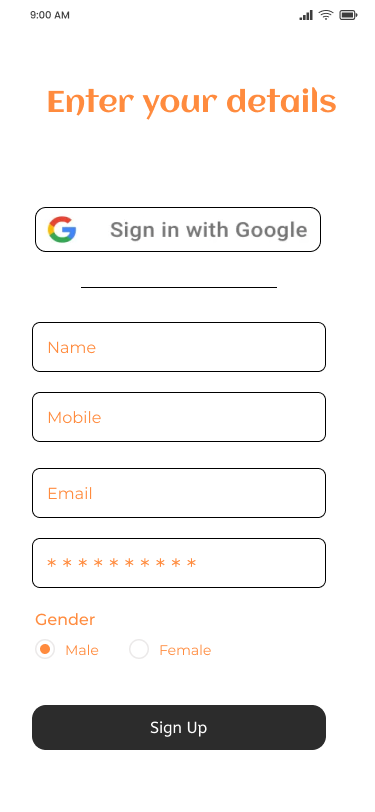 9:00 AM
Enter your details
Sign in with Google
Name
Mobile
Email
* * * * * * * * * *
Gender
Male Female
Sign Up